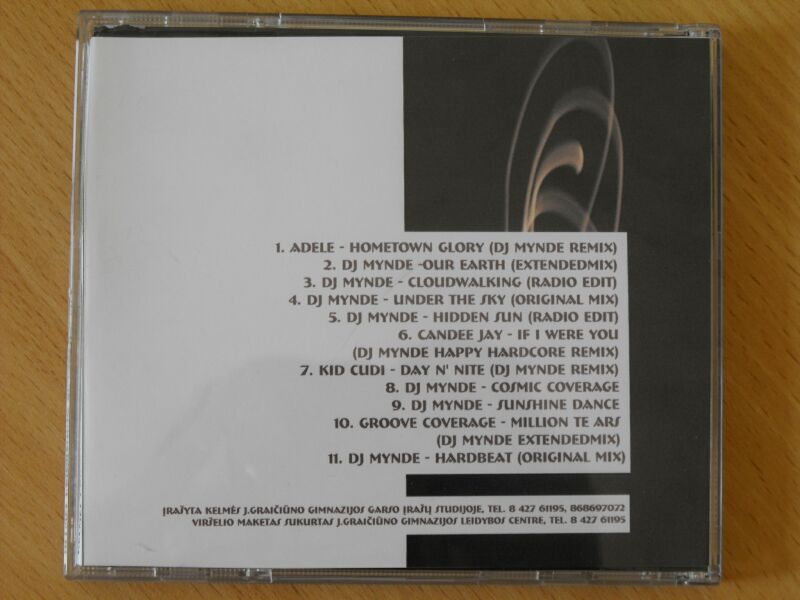 1. ADELE - HOMETOWN GLORY (DJ MYNDE REMIX)
2. DJ MYNDE -OUR EARTH (EXTENDEDMIX)
3. DJ MYNDE - CLOUDWALKING (RADIO EDIT)
4. DJ MYNDE - UNDER THE SKY (ORIGINAL MIX)
5. DJ MYNDE - HIDDEN SUN (RADIO EDIT)
6. CANDEE JAY - IF I WERE YOU
(DJ MYNDE HAPPY HARDCORE REMIX)
7. KID CUDI - DAY N' NITE (DJ MYNDE REMIX)
8. DJ MYNDE - COSMIC COVERAGE
9. DJ MYNDE - SUNSHINE DANCE
10. GROOVE COVERAGE - MILLION TE ARS
(DJ MYNDE EXTENDEDMIX)
11. DJ MYNDE - HARDBEAT (ORIGINAL MIX)
ĮRAŠYTA KELMĖS J.GRAIČIŪNO GIMNAZIJOS GARSO ĮRAŠŲ STUDIJOJE, TEL. 8 427 61195, 868697072
VIRŠELIO MAKETAS SUKURTAS J.GRAIČIŪNO GIMNAZIJOS LEIDYBOS CENTRE, TEL. 8 427 61195